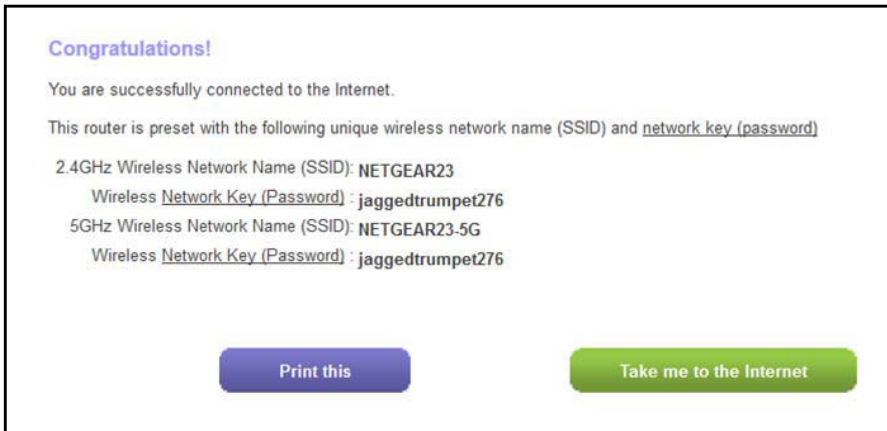 Congratulations!
You are successfully connected to the Internet.
This router is preset with the following unique wireless network name (SSID) and network key (password)
2.4GHz Wireless Network Name (SSID): NETGEAR23
Wireless Network Key (Password) : jaggedtrumpet276
5GHz Wireless Network Name (SSID): NETGEAR23-5G
Wireless Network Key (Password) : jaggedtrumpet276
Print this Take me to the Internet